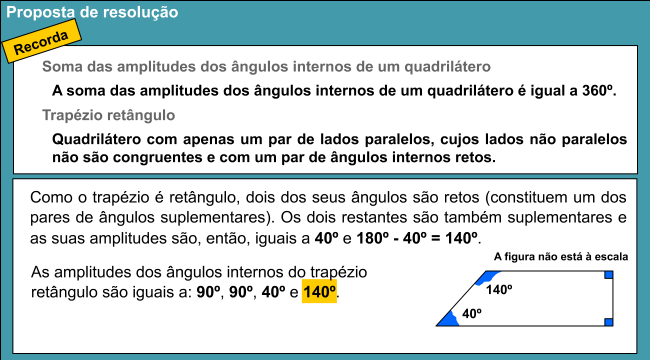 Proposta de resolução
Recorda
Soma das amplitudes dos ângulos internos de um quadrilátero
A soma das amplitudes dos ângulos internos de um quadrilátero é igual a 360º.
Trapézio retângulo
Quadrilátero com apenas um par de lados paralelos, cujos lados não paralelos
não são congruentes e com um par de ângulos internos retos.
Como o trapézio é retângulo, dois dos seus ângulos são retos (constituem um dos
pares de ângulos suplementares). Os dois restantes são também suplementares e
as suas amplitudes são, então, iguais a 40º e 180º - 40º = 140º.
A figura não está à escala
As amplitudes dos ângulos internos do trapézio
retângulo são iguais a: 90º, 90º, 40º e 140º.
140º
40º